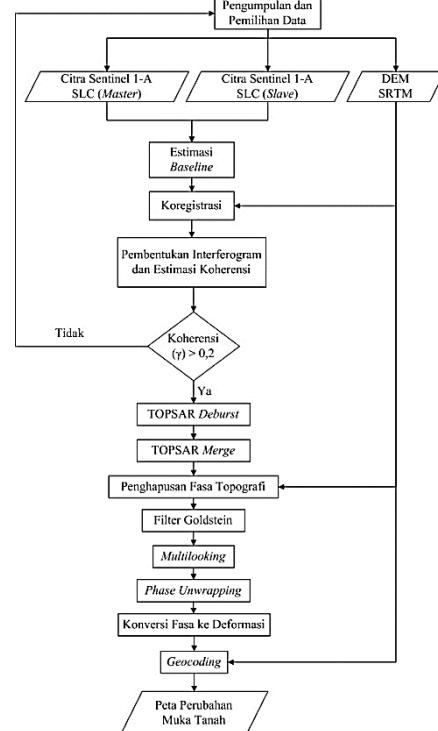 Pengumpulan dan
Pemilihan Data
Citra Sentinel 1-A
SLC (Master)
Citra Sentinel 1-A
SLC (Slave)
DEM
SRTM
Estimasi
Baseline
Koregistrasi
Pembentukan Interferogram
dan Estimasi Koherensi
Tidak
Koherensi
(γ) > 0,2
Ya
TOPSAR Deburst
TOPSAR Merge
Penghapusan Fasa Topografi
Filter Goldstein
Multilooking
Phase Unwrapping
Konversi Fasa ke Deformasi
Geocoding
Peta Perubahan
Muka Tanah